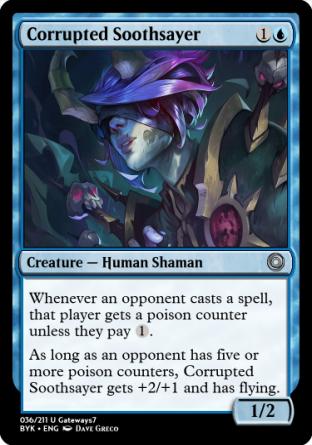 Corrupted Soothsayer 1
Creature — Human Shaman
Whenever an opponent casts a spell,
that player gets a poison counter
unless they pay 1.
As long as an opponent has five or
more poison counters, Corrupted
Soothsayer gets +2/+1 and has flying.
1/2
036/211 U Gateways7
BYK • ENG Dave Greco